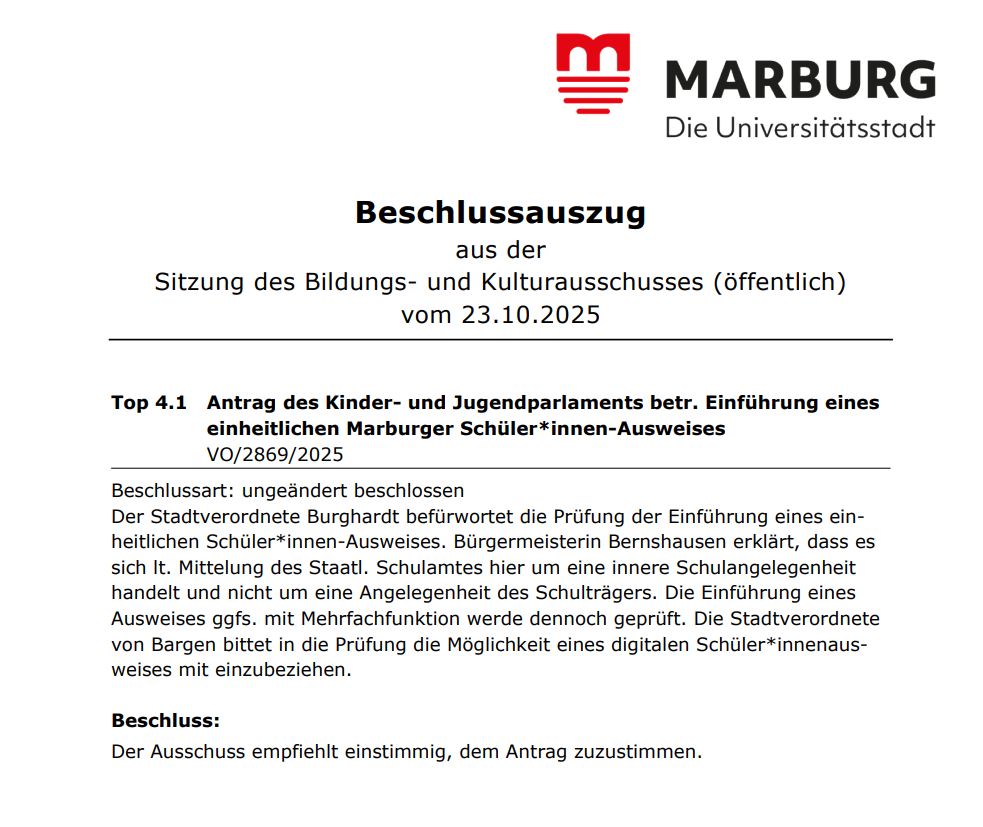 MARBURG
Die Universitätsstadt
Beschlussauszug
aus der
Sitzung des Bildungs- und Kulturausschusses (öffentlich)
vom 23.10.2025
Top 4.1 Antrag des Kinder- und Jugendparlaments betr. Einführung eines
einheitlichen Marburger Schüler*innen-Ausweises
VO/2869/2025
Beschlussart: ungeändert beschlossen
Der Stadtverordnete Burghardt befürwortet die Prüfung der Einführung eines ein-
heitlichen Schüler*innen-Ausweises. Bürgermeisterin Bernshausen erklärt, dass es
sich lt. Mittelung des Staatl. Schulamtes hier um eine innere Schulangelegenheit
handelt und nicht um eine Angelegenheit des Schulträgers. Die Einführung eines
Ausweises ggfs. mit Mehrfachfunktion werde dennoch geprüft. Die Stadtverordnete
von Bargen bittet in die Prüfung die Möglichkeit eines digitalen Schüler*innenaus-
weises mit einzubeziehen.
Beschluss:
Der Ausschuss empfiehlt einstimmig, dem Antrag zuzustimmen.